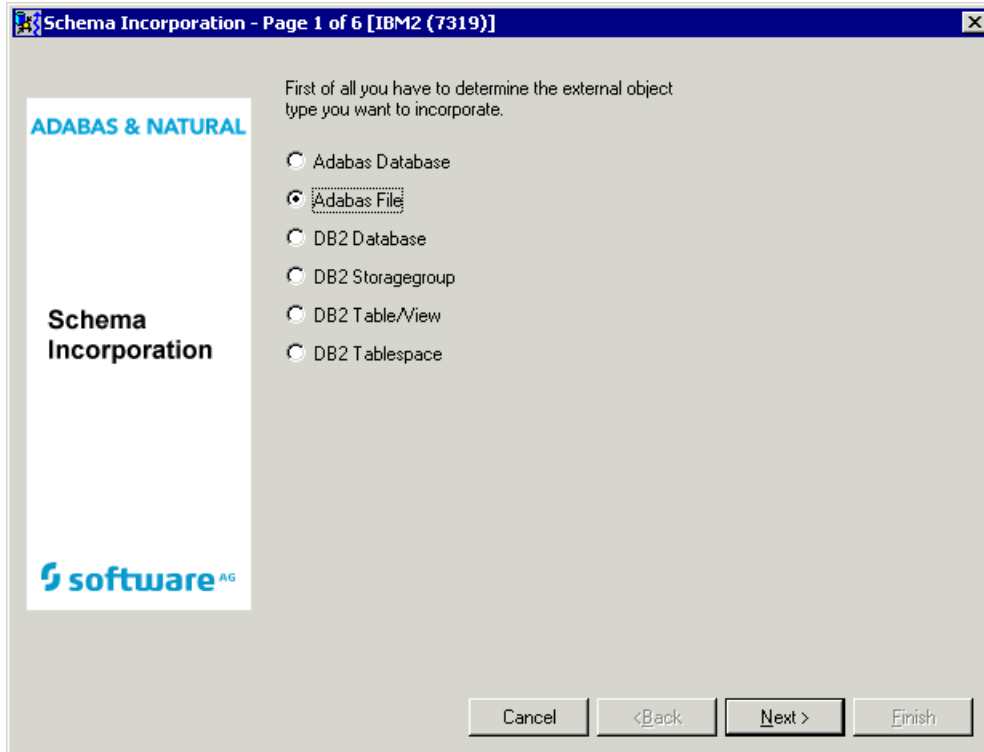 Schema Incorporation - Page 1 of 6 [IBM2 (7319)]
First of all you have to determine the external object
type you want to incorporate.
ADABAS & NATURAL
Adabas Database
Adabas File
DB2 Database
DB2 Storagegroup
DB2 Table/View
DB2 Tablespace
Schema
Incorporation
software AG
Cancel
<Back
Next >
Finish